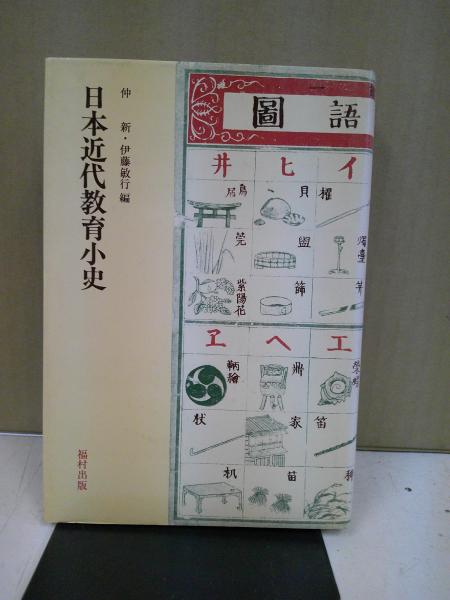 仲 新・伊藤敏行 編
日本近代教育小史
福村出版
一
語圖
イヒ井
櫂
貝
鳥居
燭臺
盥
莞
篩
紫陽花
エヘヱ
鞆繪
笛
家
杖
苗
机